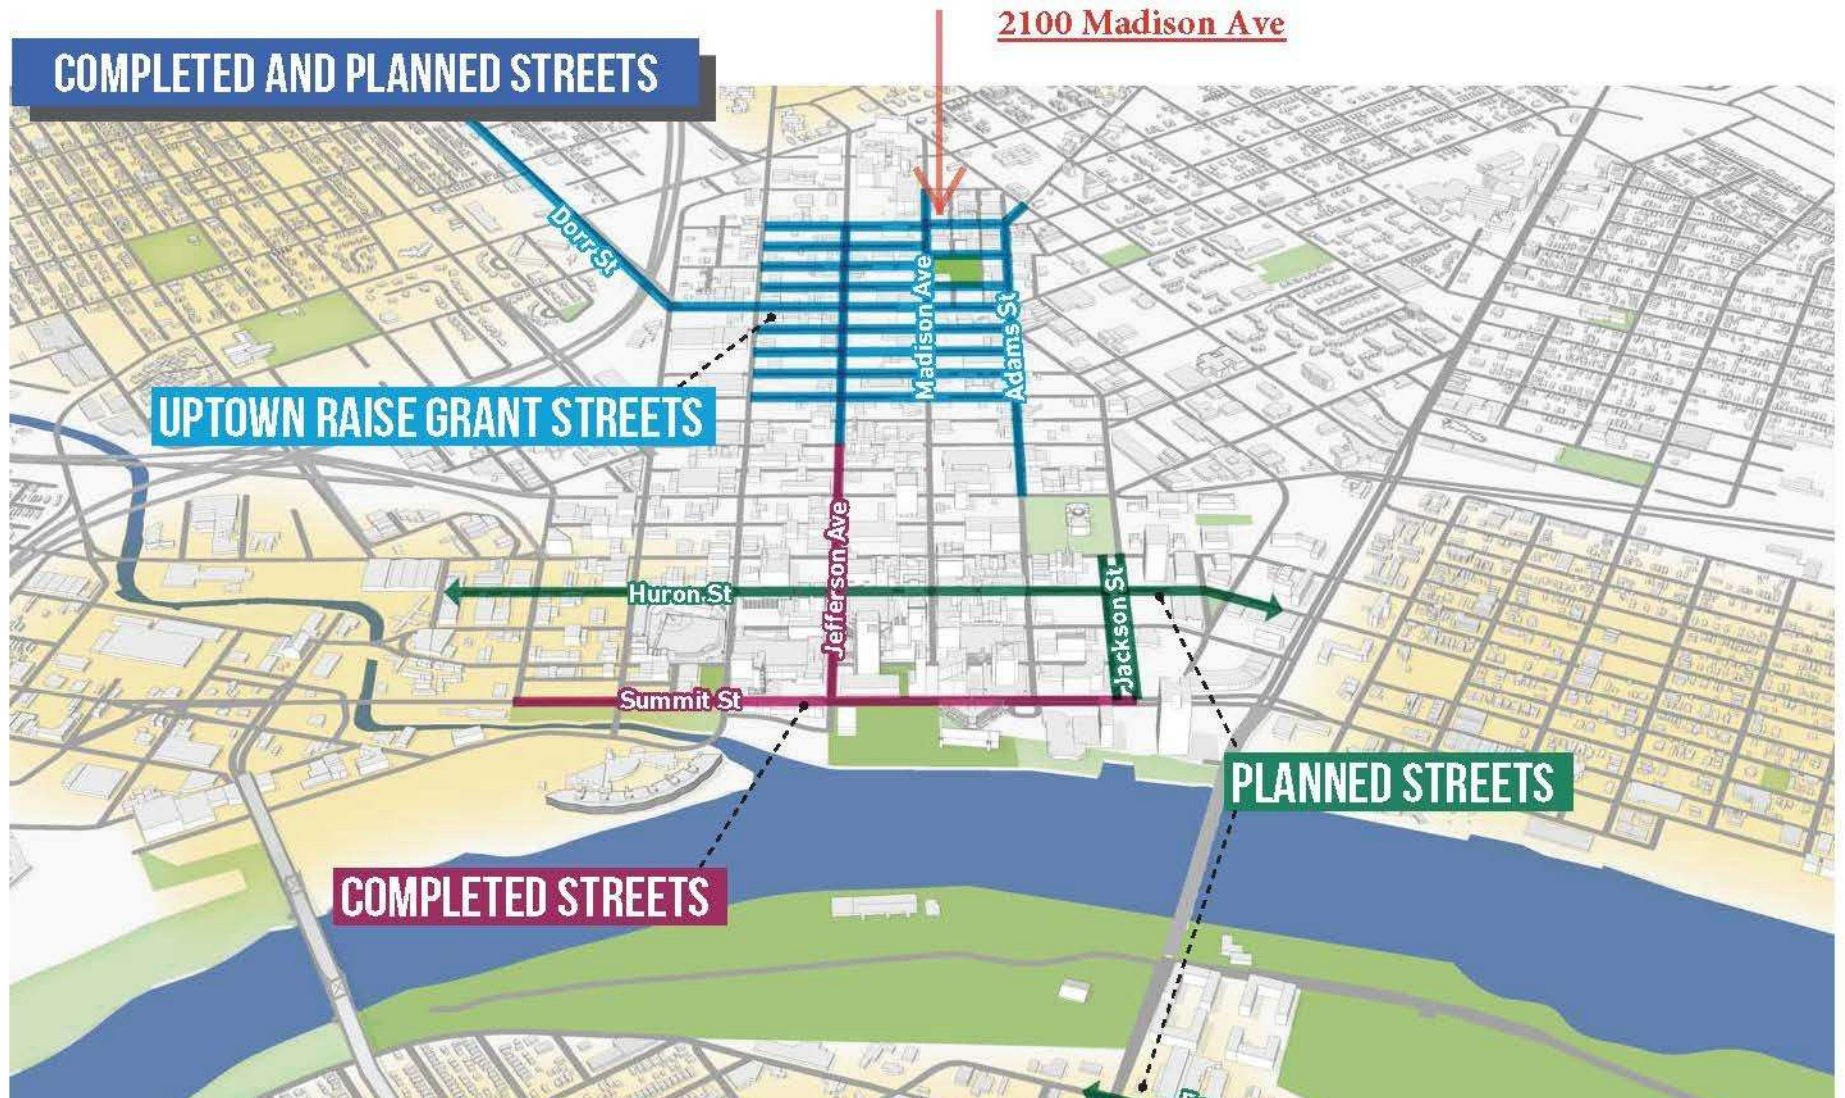 2100 Madison Ave
COMPLETED AND PLANNED STREETS
Dorr St
Madison Ave
Adams St
UPTOWN RAISE GRANT STREETS
Jefferson Ave
Huron St
Jackson St
Summit St
PLANNED STREETS
COMPLETED STREETS